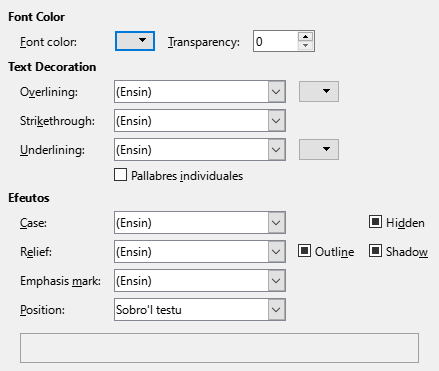 Font Color
Font color: Transparency: 0
Text Decoration
Overlining: (Ensin)
Strikethrough: (Ensin)
Underlining: (Ensin)
Pallabres individuales
Efeutos
Case: (Ensin) Hidden
Relief: (Ensin) Outline Shadow
Emphasis mark: (Ensin)
Position: Sobro'l testu